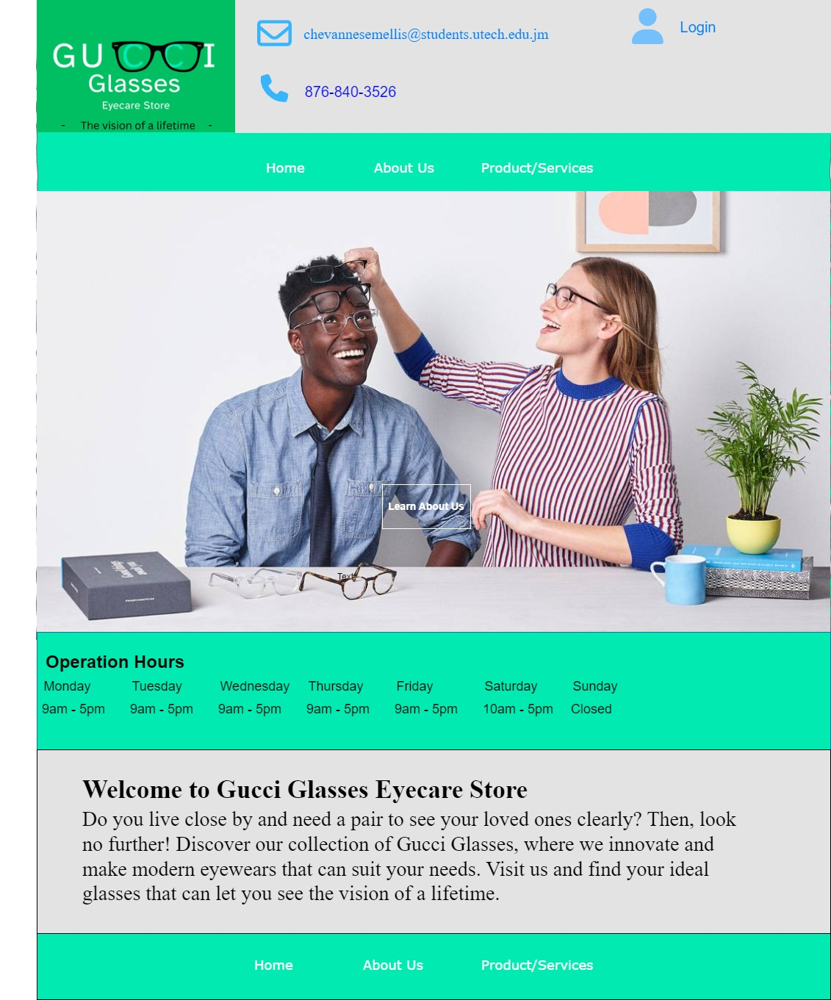 GUCCI
Glasses
Eyecare Store
- The vision of a lifetime -
chevannesemellis@students.utech.edu.jm
876-840-3526
Login
Home About Us Product/Services
Learn About Us
Text
Operation Hours
Monday Tuesday Wednesday Thursday Friday Saturday Sunday
9am - 5pm 9am - 5pm 9am - 5pm 9am - 5pm 9am - 5pm 10am - 5pm Closed
Welcome to Gucci Glasses Eyecare Store
Do you live close by and need a pair to see your loved ones clearly? Then, look
no further! Discover our collection of Gucci Glasses, where we innovate and
make modern eyewears that can suit your needs. Visit us and find your ideal
glasses that can let you see the vision of a lifetime.
Home About Us Product/Services